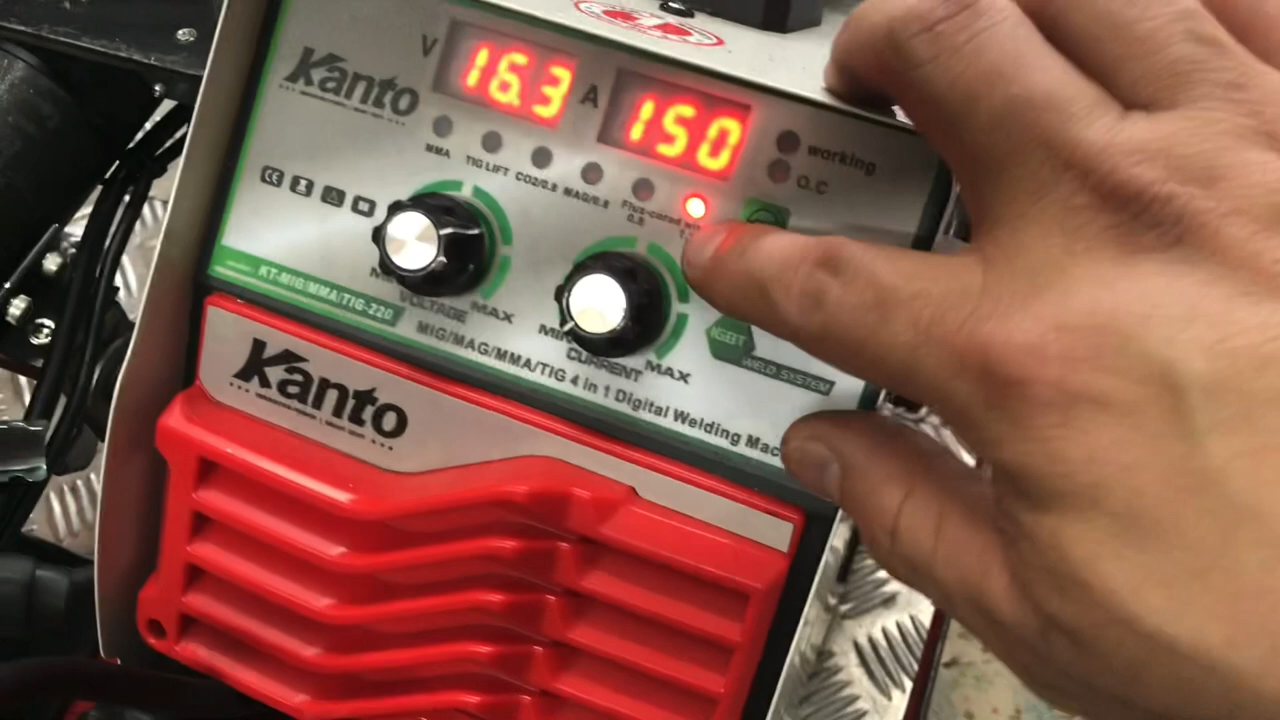 V
16.3
A
150
Kanto
working
O.C
MMA
TIG LIFT
CO2/0.8
MAG/0.8
Flux-cored
0.8
CE
MIN
VOLTAGE
MAX
MIN
CURRENT
MAX
KT-MIG/MMA/TIG-220
IGBT
WELD SYSTEM
MIG/MAG/MMA/TIG 4 in 1 Digital Welding
Kanto